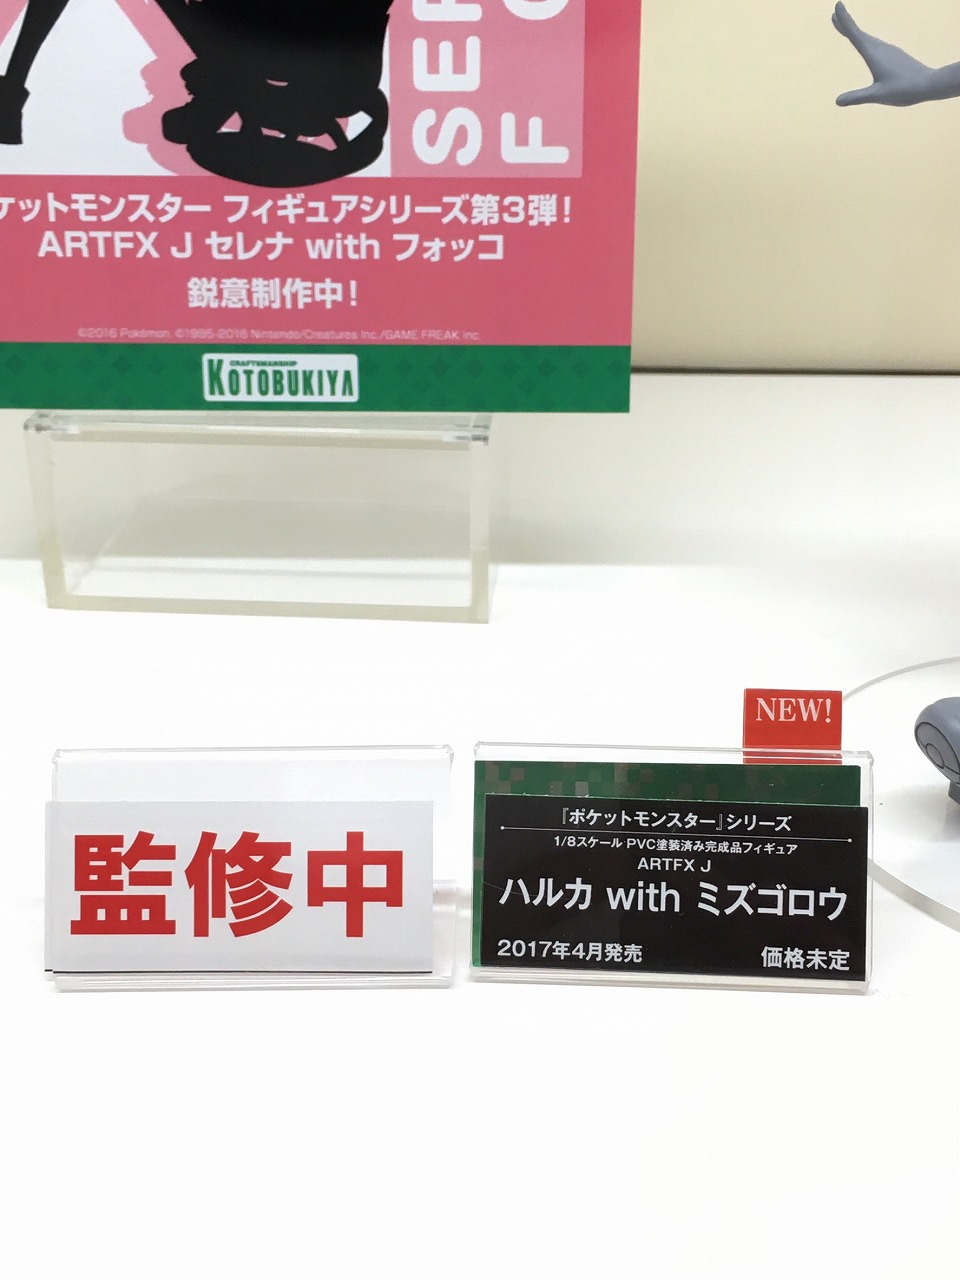 SER
F
ケットモンスター フィギュアシリーズ第3弾!
ARTFX J セレナ with フォッコ
鋭意制作中!
©2016 Pokémon. ©1995-2016 Nintendo/Creatures Inc./GAME FREAK inc.
CRAFTSMANSHIP
KOTOBUKIYA
NEW!
監修中
『ポケットモンスター』シリーズ
1/8スケール PVC塗装済み完成品フィギュア
ARTFX J
ハルカ with ミズゴロウ
2017年4月発売 価格未定